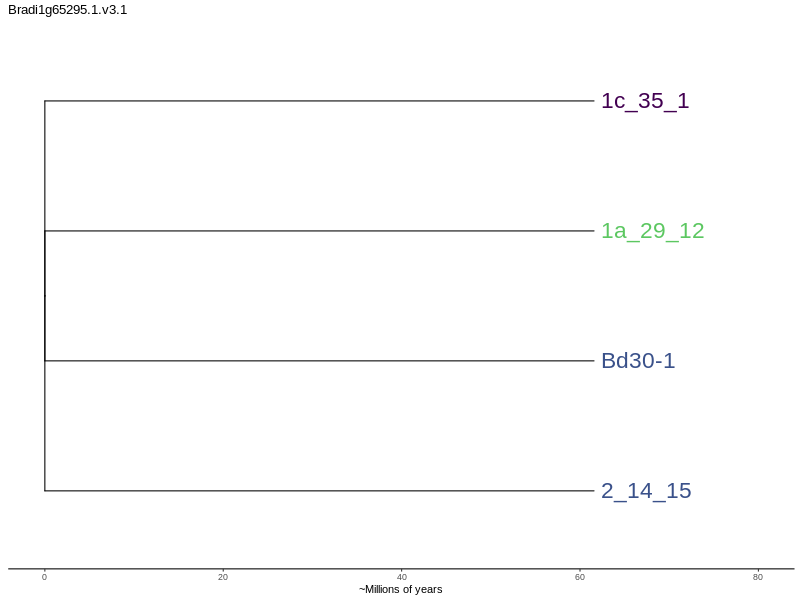 Bradi1g65295.1.v3.1
1c_35_1
1a_29_12
Bd30-1
2_14_15
0 20 40 60 80
~Millions of years